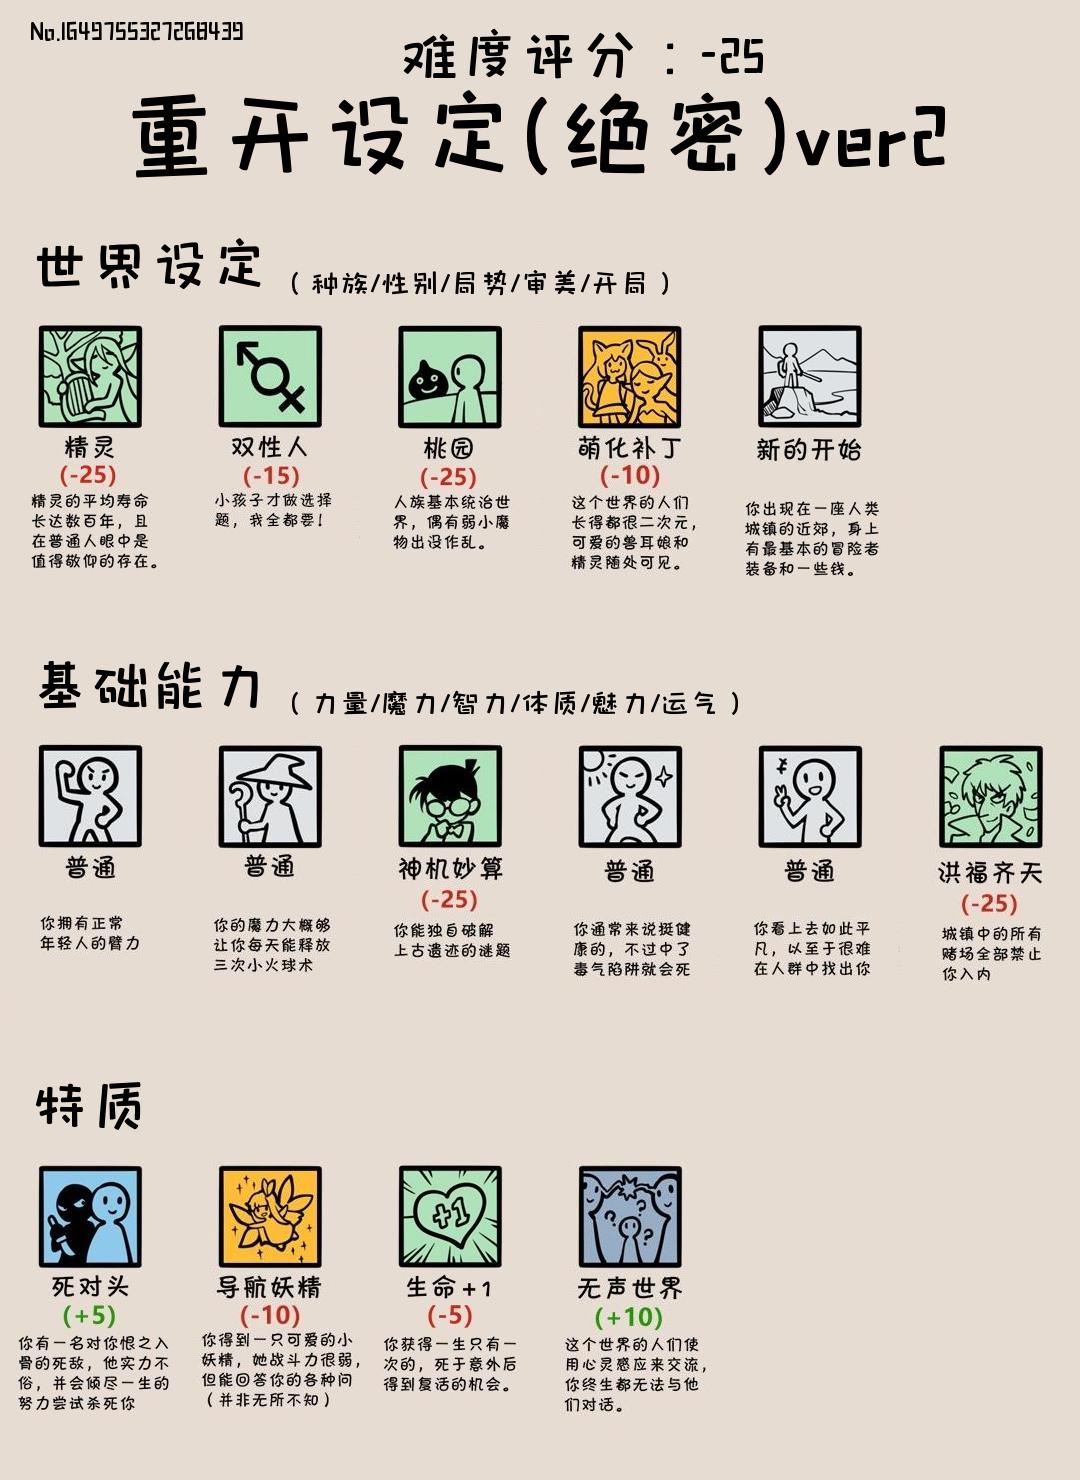 No.1649755327268439
难度评分：-25
重开设定(绝密)ver2
世界设定 （种族/性别/局势/审美/开局）
精灵 双性人 桃园 萌化补丁 新的开始
(-25) (-15) (-25) (-10)
精灵的平均寿命
长达数百年，且
在普通人眼中是
值得敬仰的存在。
小孩子才做选择
题，我全都要！
人族基本统治世
界，偶有弱小魔
物出没作乱。
这个世界的人们
长得都很二次元，
可爱的兽耳娘和
精灵随处可见。
你出现在一座人类
城镇的近郊，身上
有最基本的冒险者
装备和一些钱。
基础能力 （力量/魔力/智力/体质/魅力/运气）
普通 普通 神机妙算 普通 普通 洪福齐天
(-25) (-25)
你拥有正常
年轻人的臂力
你的魔力大概够
让你每天能释放
三次小火球术
你能独自破解
上古遗迹的谜题
你通常来说挺健
康的，不过中了
毒气陷阱就会死
你看上去如此平
凡，以至于很难
在人群中找出你
城镇中的所有
赌场全部禁止
你入内
特质
+1
? ? ?
死对头 导航妖精 生命+1 无声世界
(+5) (-10) (-5) (+10)
你有一名对你恨之入
骨的死敌，他实力不
俗，并会倾尽一生的
努力尝试杀死你
你得到一只可爱的小
妖精，她战斗力很弱，
但能回答你的各种问
（并非无所不知）
你获得一生只有一
次的，死于意外后
得到复活的机会。
这个世界的人们使
用心灵感应来交流，
你终生都无法与他
们对话。